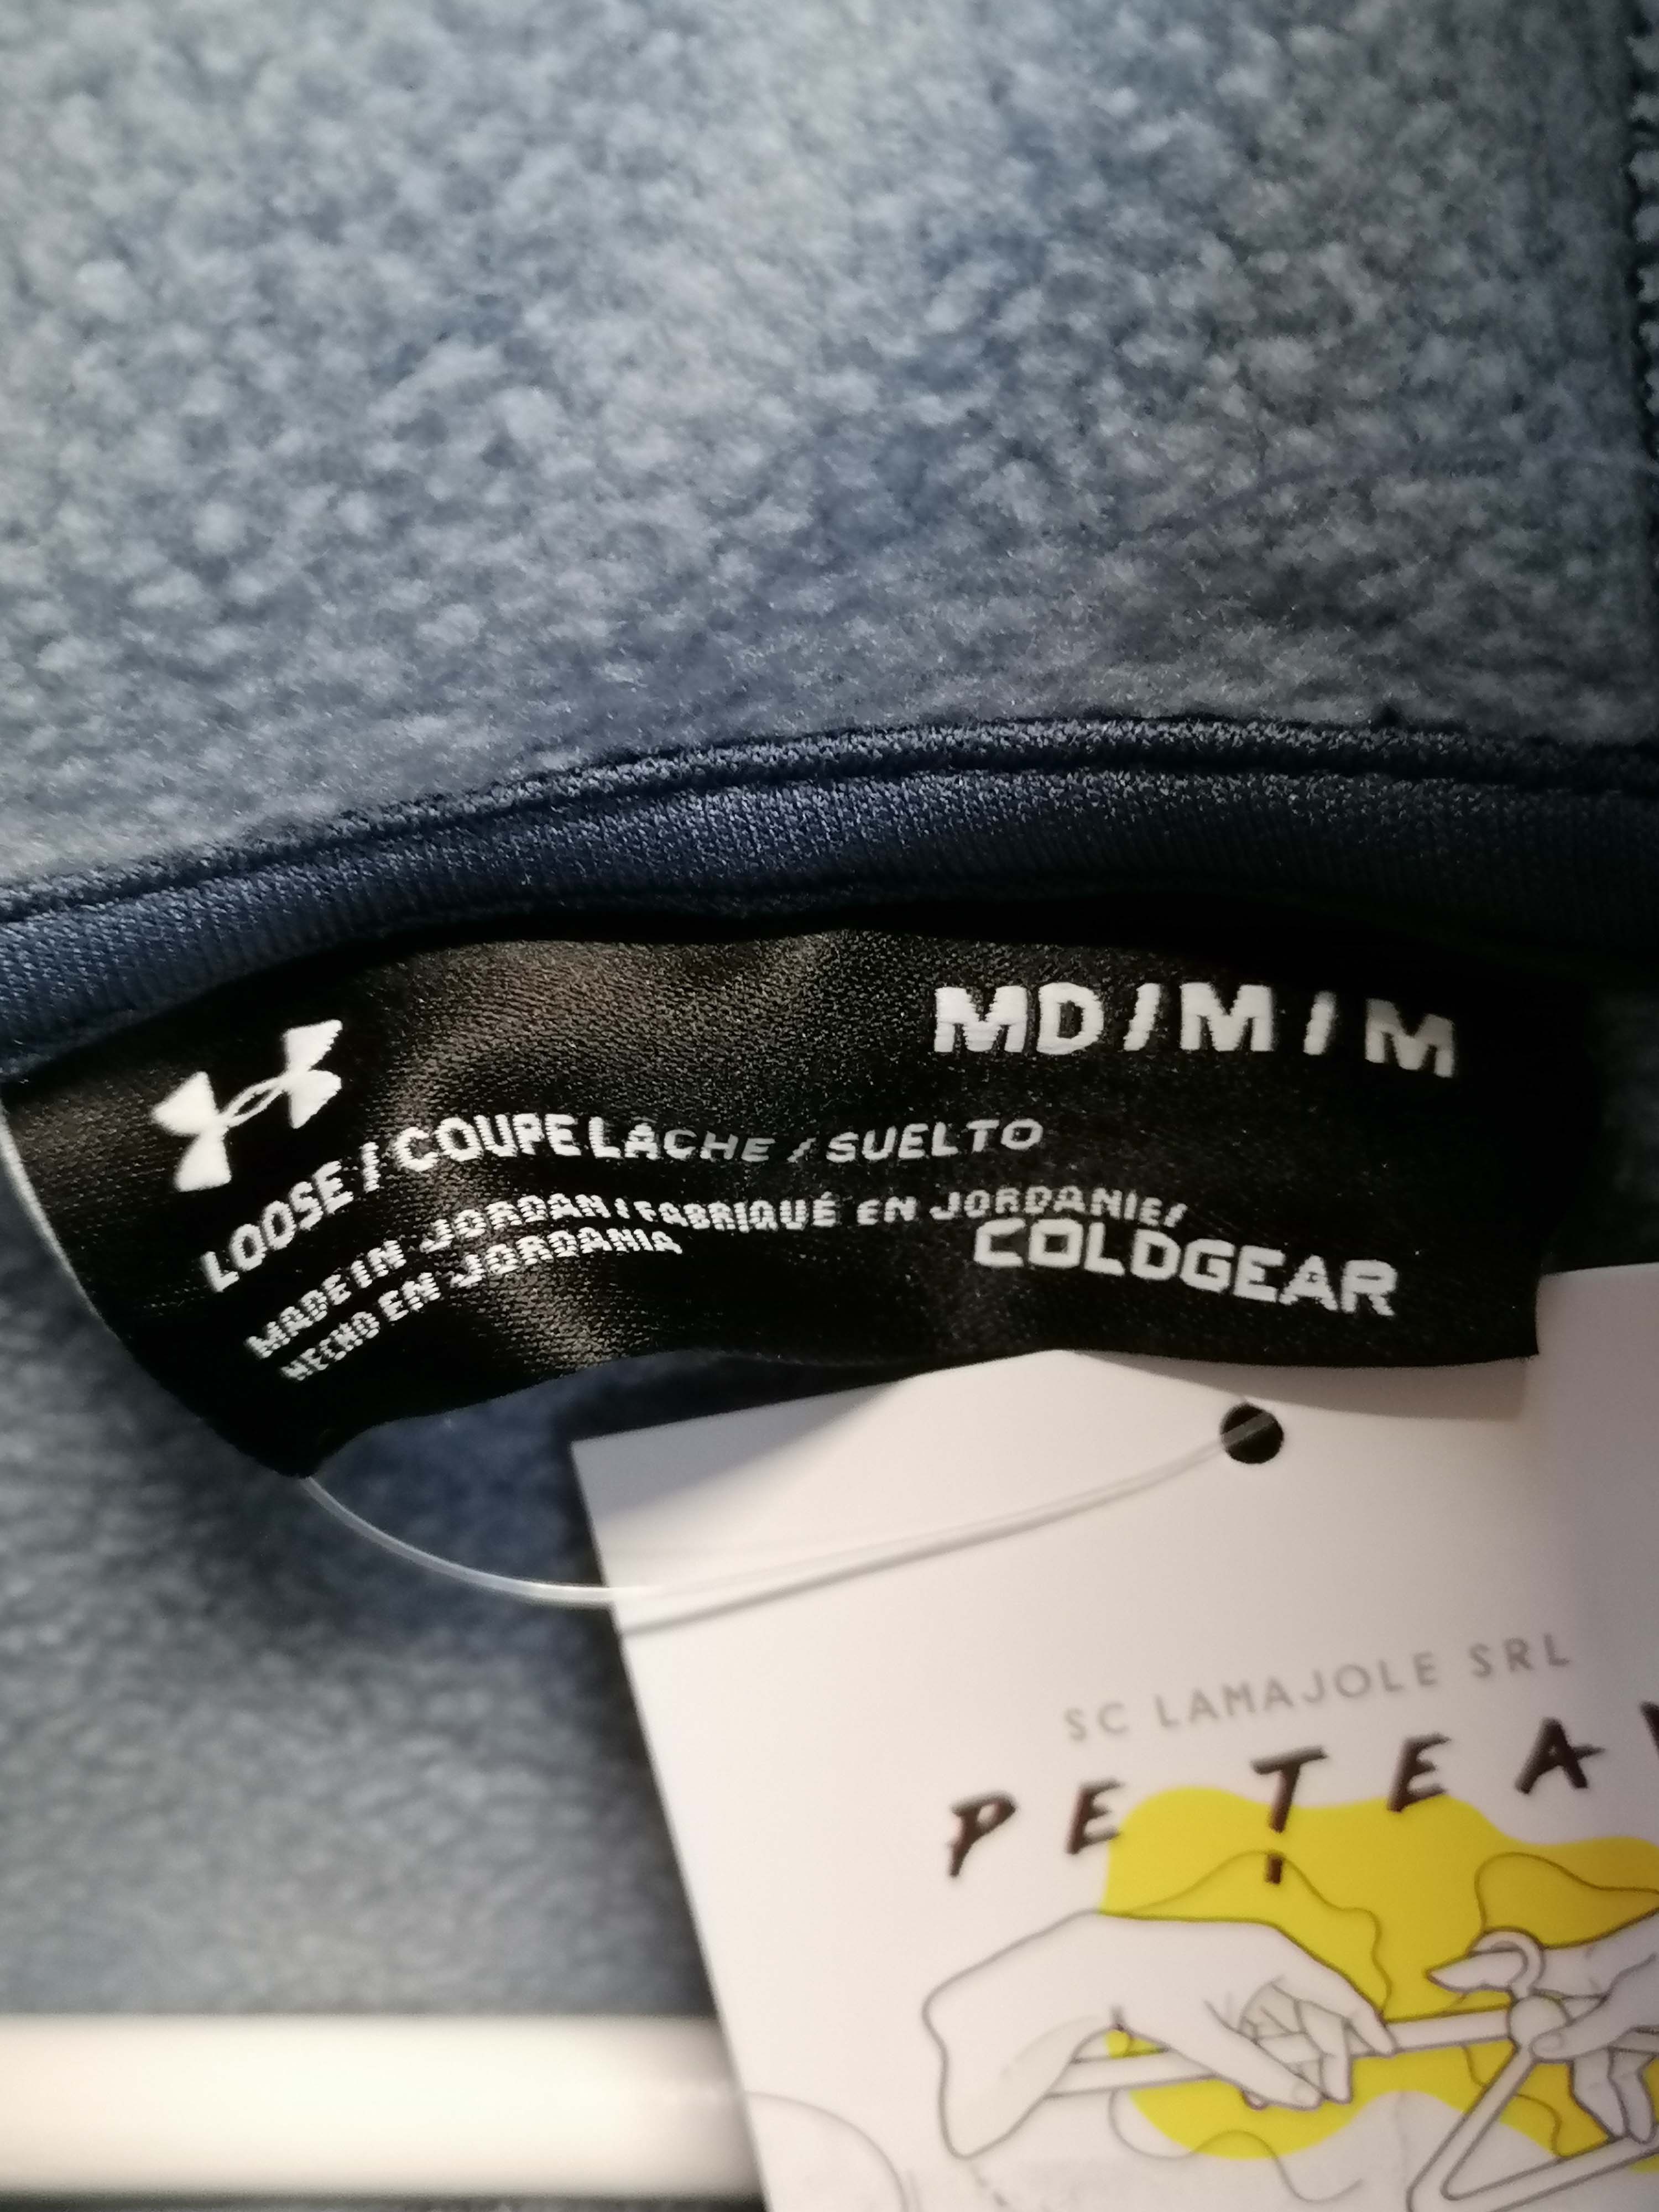 MD/M/M
LOOSE / COUPE LACHE / SUELTO
MADE IN JORDAN / FABRIQUÉ EN JORDANIE/
HECHO EN JORDANIA
COLDGEAR
SC LAMAJOLE SRL
PE TEA